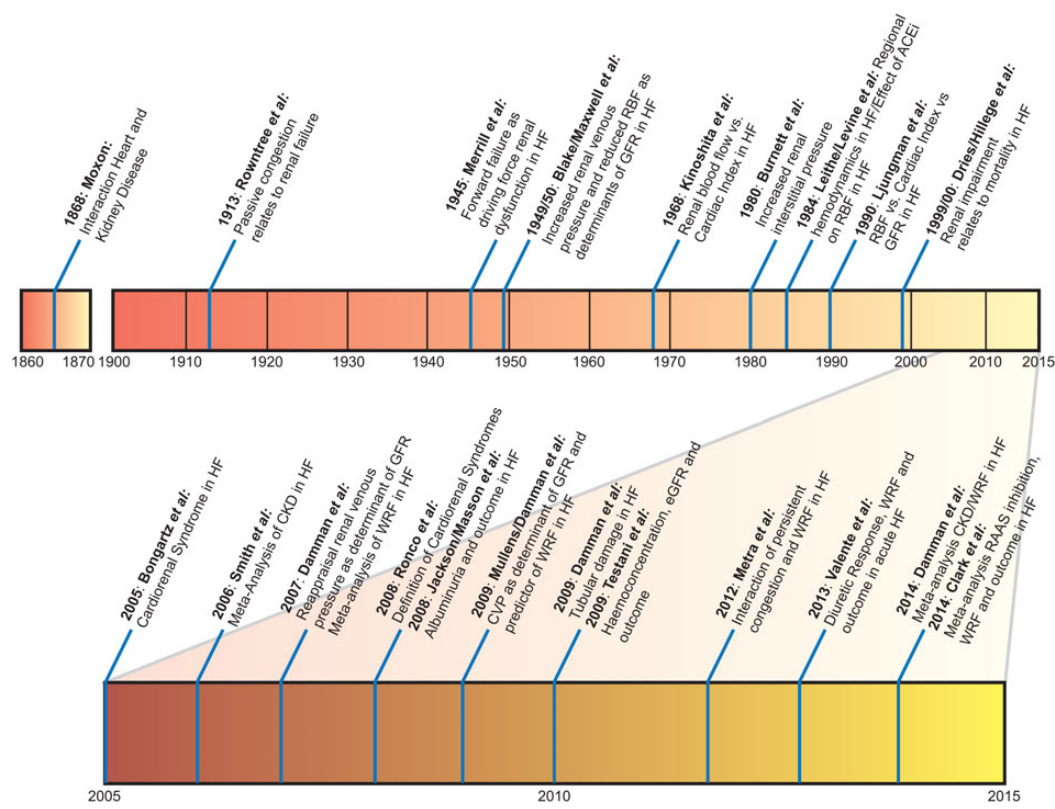 1868: Moxon:
Interaction Heart and
Kidney Disease
1913: Rowntree et al:
Passive congestion
relates to renal failure
1945: Merrill et al:
Forward failure as
driving force renal
dysfunction in HF
1949/50: Blake/Maxwell et al:
Increased renal venous
pressure and reduced RBF as
determinants of GFR in HF
1968: Kinoshita et al:
Renal blood flow vs.
Cardiac Index in HF
1980: Burnett et al:
Increased renal
interstitial pressure
1984: Leithe/Levine et al: Regional
hemodynamics in HF/Effect of ACEi
on RBF in HF
1990: Ljungman et al:
RBF vs. Cardiac Index vs
GFR in HF
1999/00: Dries/Hillege et al:
Renal impairment
relates to mortality in HF
1860 1870 1900 1910 1920 1930 1940 1950 1960 1970 1980 1990 2000 2010 2015
2005: Bongartz et al:
Cardiorenal Syndrome in HF
2006: Smith et al:
Meta-Analysis of CKD in HF
2007: Damman et al:
Reappraisal renal venous
pressure as determinant of GFR
Meta-analysis of WRF in HF
2008: Ronco et al:
Definition of Cardiorenal Syndromes
2008: Jackson/Masson et al:
Albuminuria and outcome in HF
2009: Mullens/Damman et al:
CVP as determinant of GFR and
predictor of WRF in HF
2009: Damman et al:
Tubular damage in HF
2009: Testani et al:
Haemoconcentration, eGFR and
outcome
2012: Metra et al:
Interaction of persistent
congestion and WRF in HF
2013: Valente et al:
Diuretic Response, WRF and
outcome in acute HF
2014: Damman et al:
Meta-analysis CKD/WRF in HF
2014: Clark et al:
Meta-analysis RAAS inhibition,
WRF and outcome in HF
2005 2010 2015